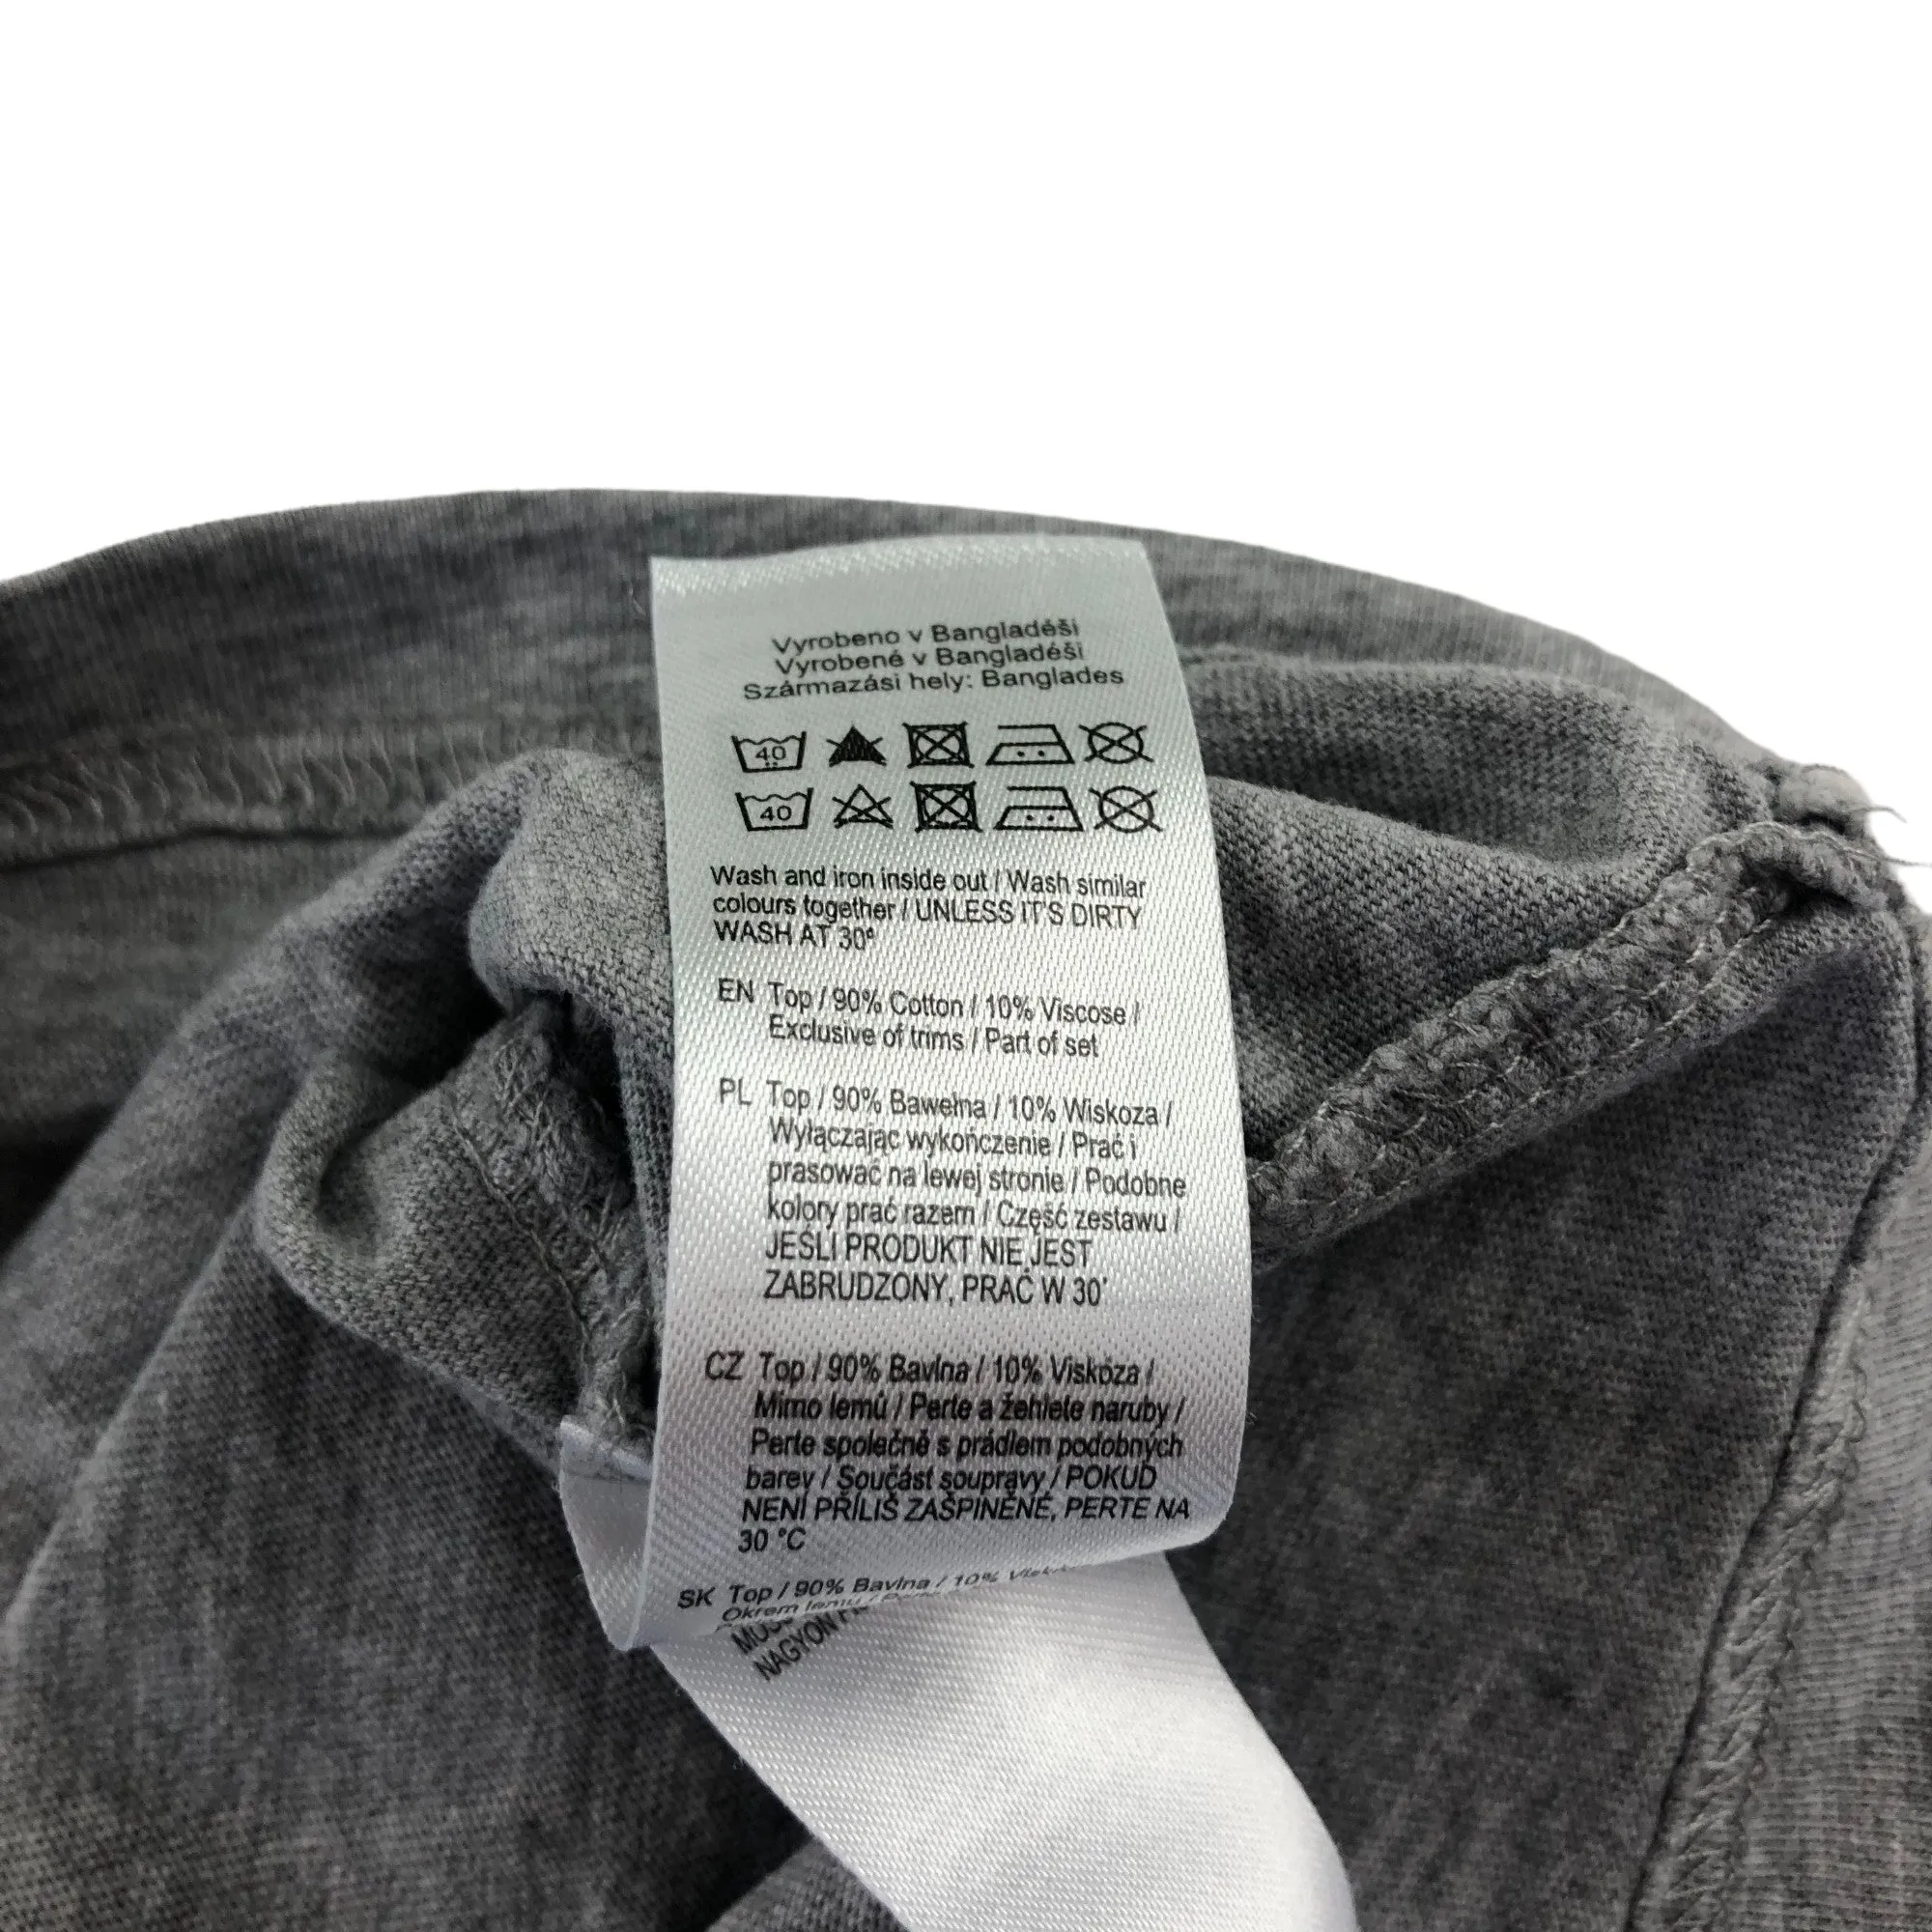 Vyrobeno v Bangladéši
Vyrobené v Bangladéši
Származási hely: Banglades
40
40
Wash and iron inside out / Wash similar
colours together / UNLESS IT'S DIRTY
WASH AT 30°
EN Top / 90% Cotton / 10% Viscose /
Exclusive of trims / Part of set
PL Top / 90% Bawełna / 10% Wiskoza /
Wyłączając wykończenie / Prać i
prasować na lewej stronie / Podobne
kolory prać razem / Część zestawu /
JEŚLI PRODUKT NIE JEST
ZABRUDZONY, PRAĆ W 30°
CZ Top / 90% Bavlna / 10% Viskóza /
Mimo lemů / Perte a žehlete naruby /
Perte společně s prádlem podobnych
barev / Součást soupravy / POKUD
NENÍ PŘÍLIŠ ZAŠPINĚNÉ, PERTE NA
30 °C
SK Top / 90% Bavlna / 10%
Okrem lemu /
NAGYON